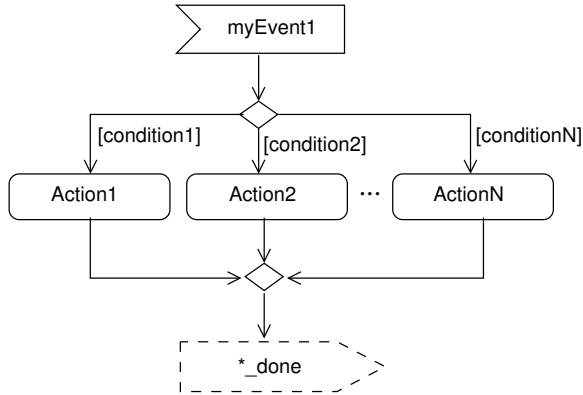 myEvent1
[condition1]
[condition2]
[conditionN]
Action1
Action2
...
ActionN
*_done